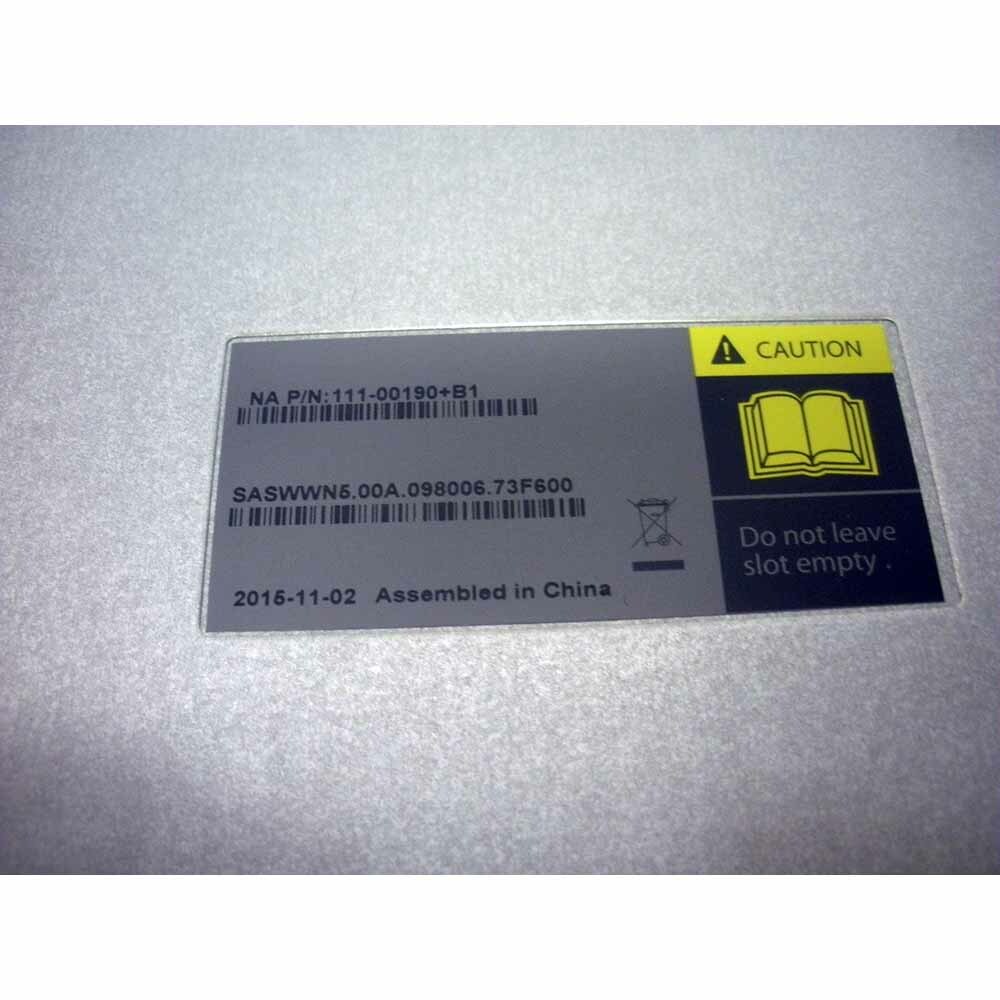 NA P/N:111-00190+B1
SASWWN5.00A.098006.73F600
2015-11-02 Assembled in China
CAUTION
Do not leave
slot empty .